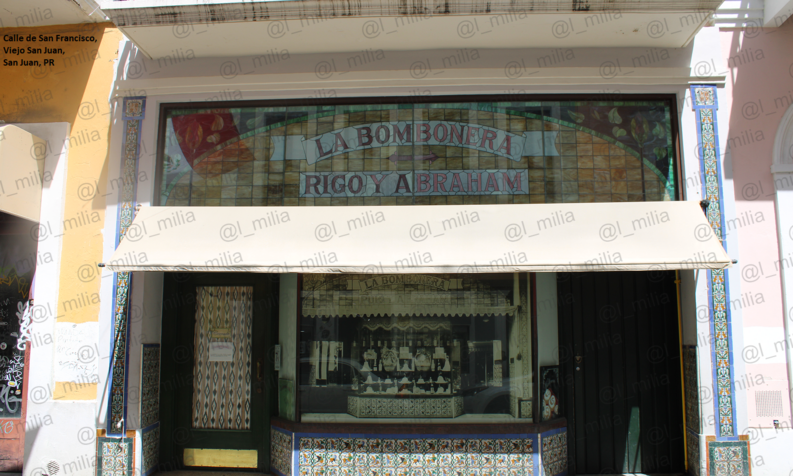 Calle de San Francisco,
Viejo San Juan,
San Juan, PR
LA BOMBONERA
RIGO Y ABRAHAM
LA BOMBONERA
@l_milia